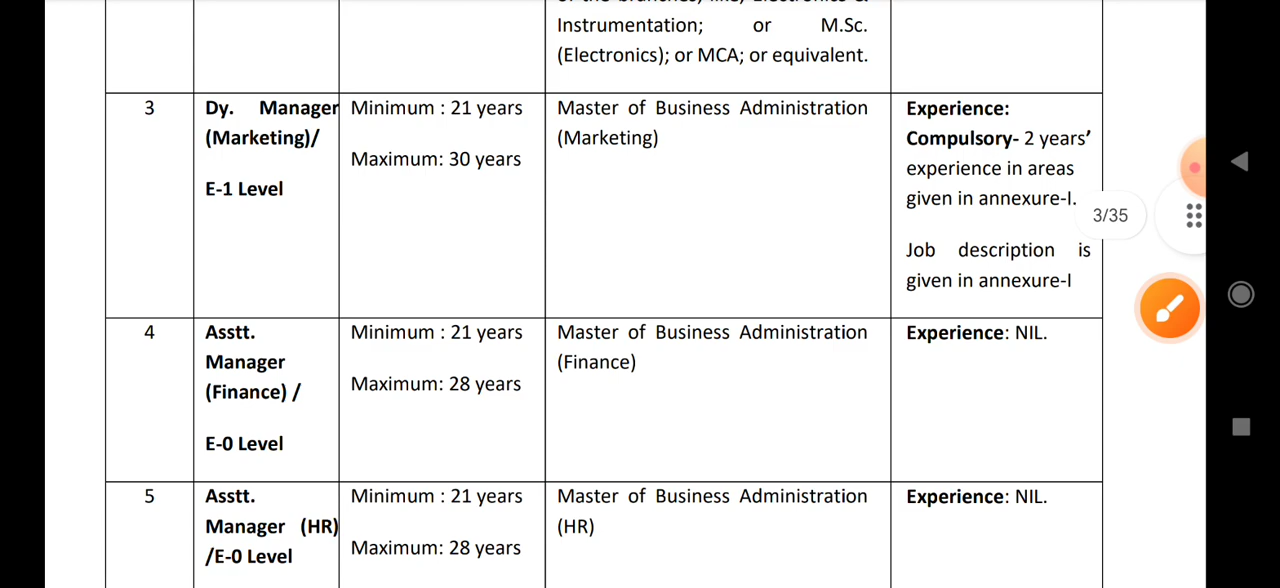 Instrumentation; or M.Sc.
(Electronics); or MCA; or equivalent.
3
Dy. Manager
(Marketing)/
E-1 Level
Minimum : 21 years
Maximum: 30 years
Master of Business Administration
(Marketing)
Experience:
Compulsory- 2 years’
experience in areas
given in annexure-I.
Job description is
given in annexure-I
3/35
4
Asstt.
Manager
(Finance) /
E-0 Level
Minimum : 21 years
Maximum: 28 years
Master of Business Administration
(Finance)
Experience: NIL.
5
Asstt.
Manager (HR)
/E-0 Level
Minimum : 21 years
Maximum: 28 years
Master of Business Administration
(HR)
Experience: NIL.